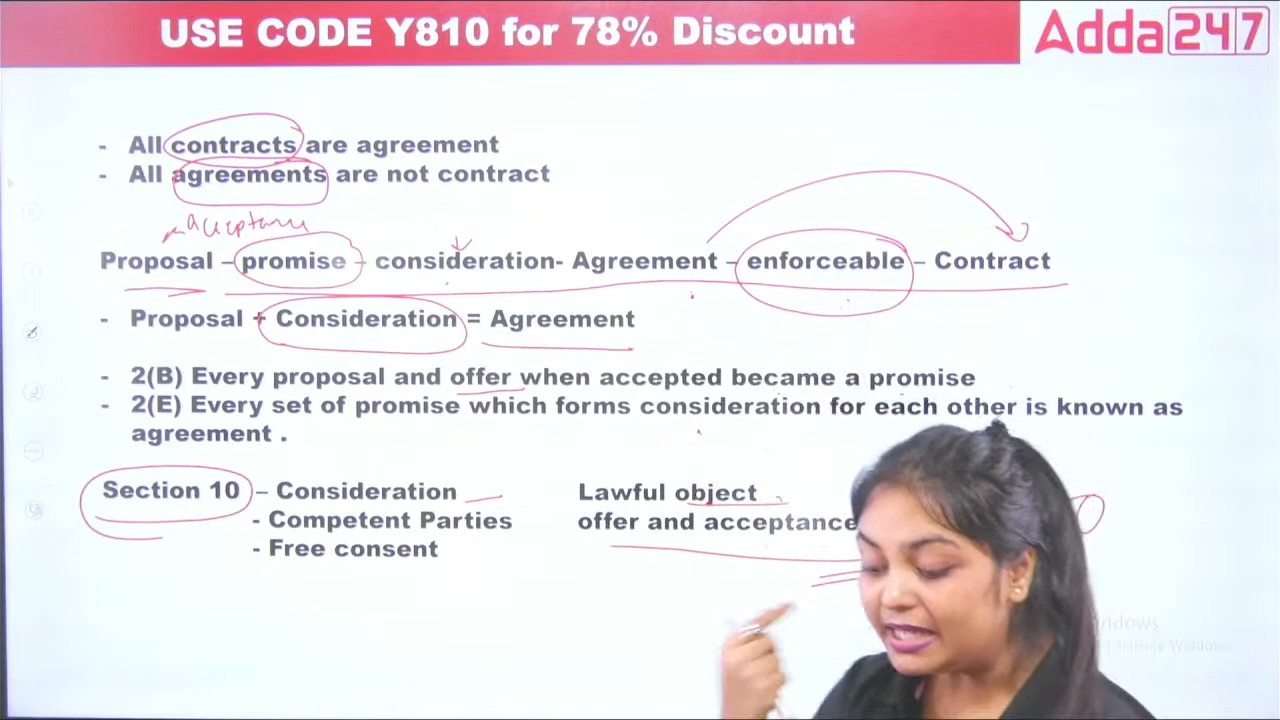 USE CODE Y810 for 78% Discount
Adda 247
- All contracts are agreement
- All agreements are not contract
acceptance
Proposal – promise – consideration- Agreement – enforceable – Contract
- Proposal + Consideration = Agreement
- 2(B) Every proposal and offer when accepted became a promise
- 2(E) Every set of promise which forms consideration for each other is known as
agreement .
Section 10 – Consideration
- Competent Parties
- Free consent
Lawful object
offer and acceptance